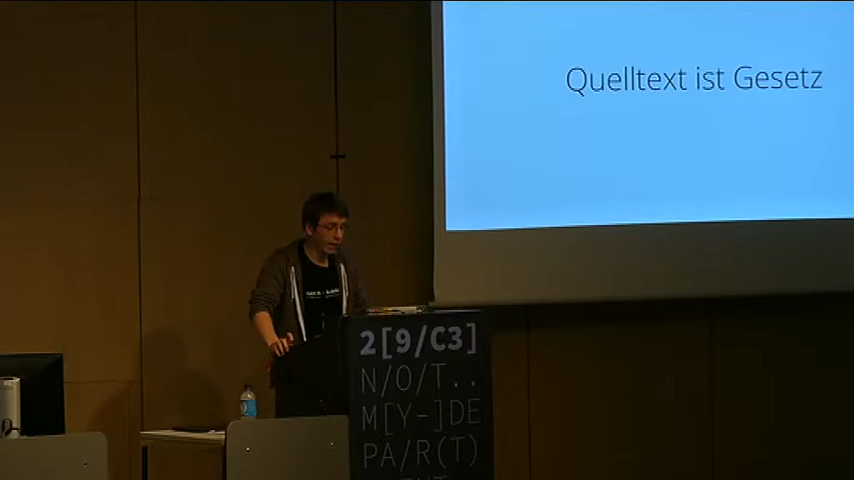 Quelltext ist Gesetz
2[9/C3]
N/O/T..
M[Y-]DE
PA/R(T)